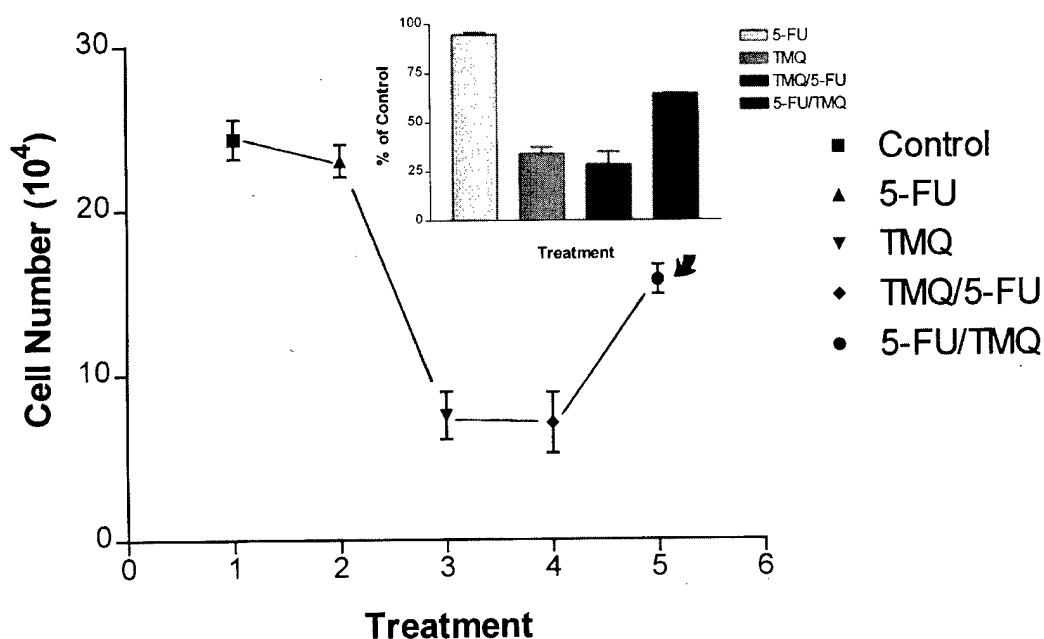 100
75
50
25
0
% of Control
Treatment
5-FU
TMQ
TMQ/5-FU
5-FU/TMQ
30
20
10
0
Cell Number (10⁴)
0 1 2 3 4 5 6
Treatment
Control
5-FU
TMQ
TMQ/5-FU
5-FU/TMQ